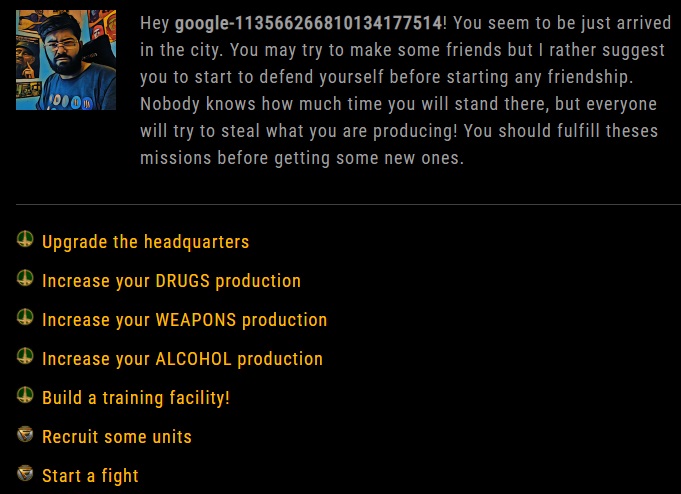 Hey google-113566266810134177514! You seem to be just arrived
in the city. You may try to make some friends but I rather suggest
you to start to defend yourself before starting any friendship.
Nobody knows how much time you will stand there, but everyone
will try to steal what you are producing! You should fulfill theses
missions before getting some new ones.
Upgrade the headquarters
Increase your DRUGS production
Increase your WEAPONS production
Increase your ALCOHOL production
Build a training facility!
Recruit some units
Start a fight